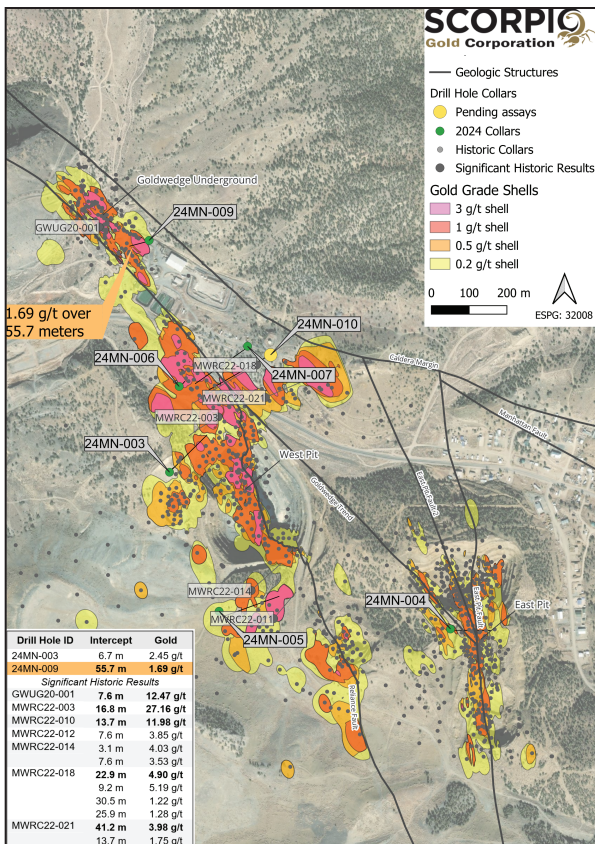 SCORPIO
Gold Corporation
Geologic Structures
Drill Hole Collars
Pending assays
2024 Collars
Historic Collars
Significant Historic Results
Gold Grade Shells
3 g/t shell
1 g/t shell
0.5 g/t shell
0.2 g/t shell
0 100 200 m
ESPG: 32008
Goldwedge Underground
24MN-009
GWUG20-001
1.69 g/t over
55.7 meters
24MN-010
24MN-006
MWRC22-018
24MN-007
Caldera Margin
MWRC22-021
MWRC22-003
Manhattan Fault
24MN-003
West Pit
Goldwedge Trend
East Pit Fault 2
MWRC22-014
24MN-004
East Pit Fault
East Pit
MWRC22-011
24MN-005
Reliance Fault
Drill Hole ID Intercept Gold
24MN-003 6.7 m 2.45 g/t
24MN-009 55.7 m 1.69 g/t
Significant Historic Results
GWUG20-001 7.6 m 12.47 g/t
MWRC22-003 16.8 m 27.16 g/t
MWRC22-010 13.7 m 11.98 g/t
MWRC22-012 7.6 m 3.85 g/t
MWRC22-014 3.1 m 4.03 g/t
7.6 m 3.53 g/t
MWRC22-018 22.9 m 4.90 g/t
9.2 m 5.19 g/t
30.5 m 1.22 g/t
25.9 m 1.28 g/t
MWRC22-021 41.2 m 3.98 g/t
13.7 m 1.75 g/t